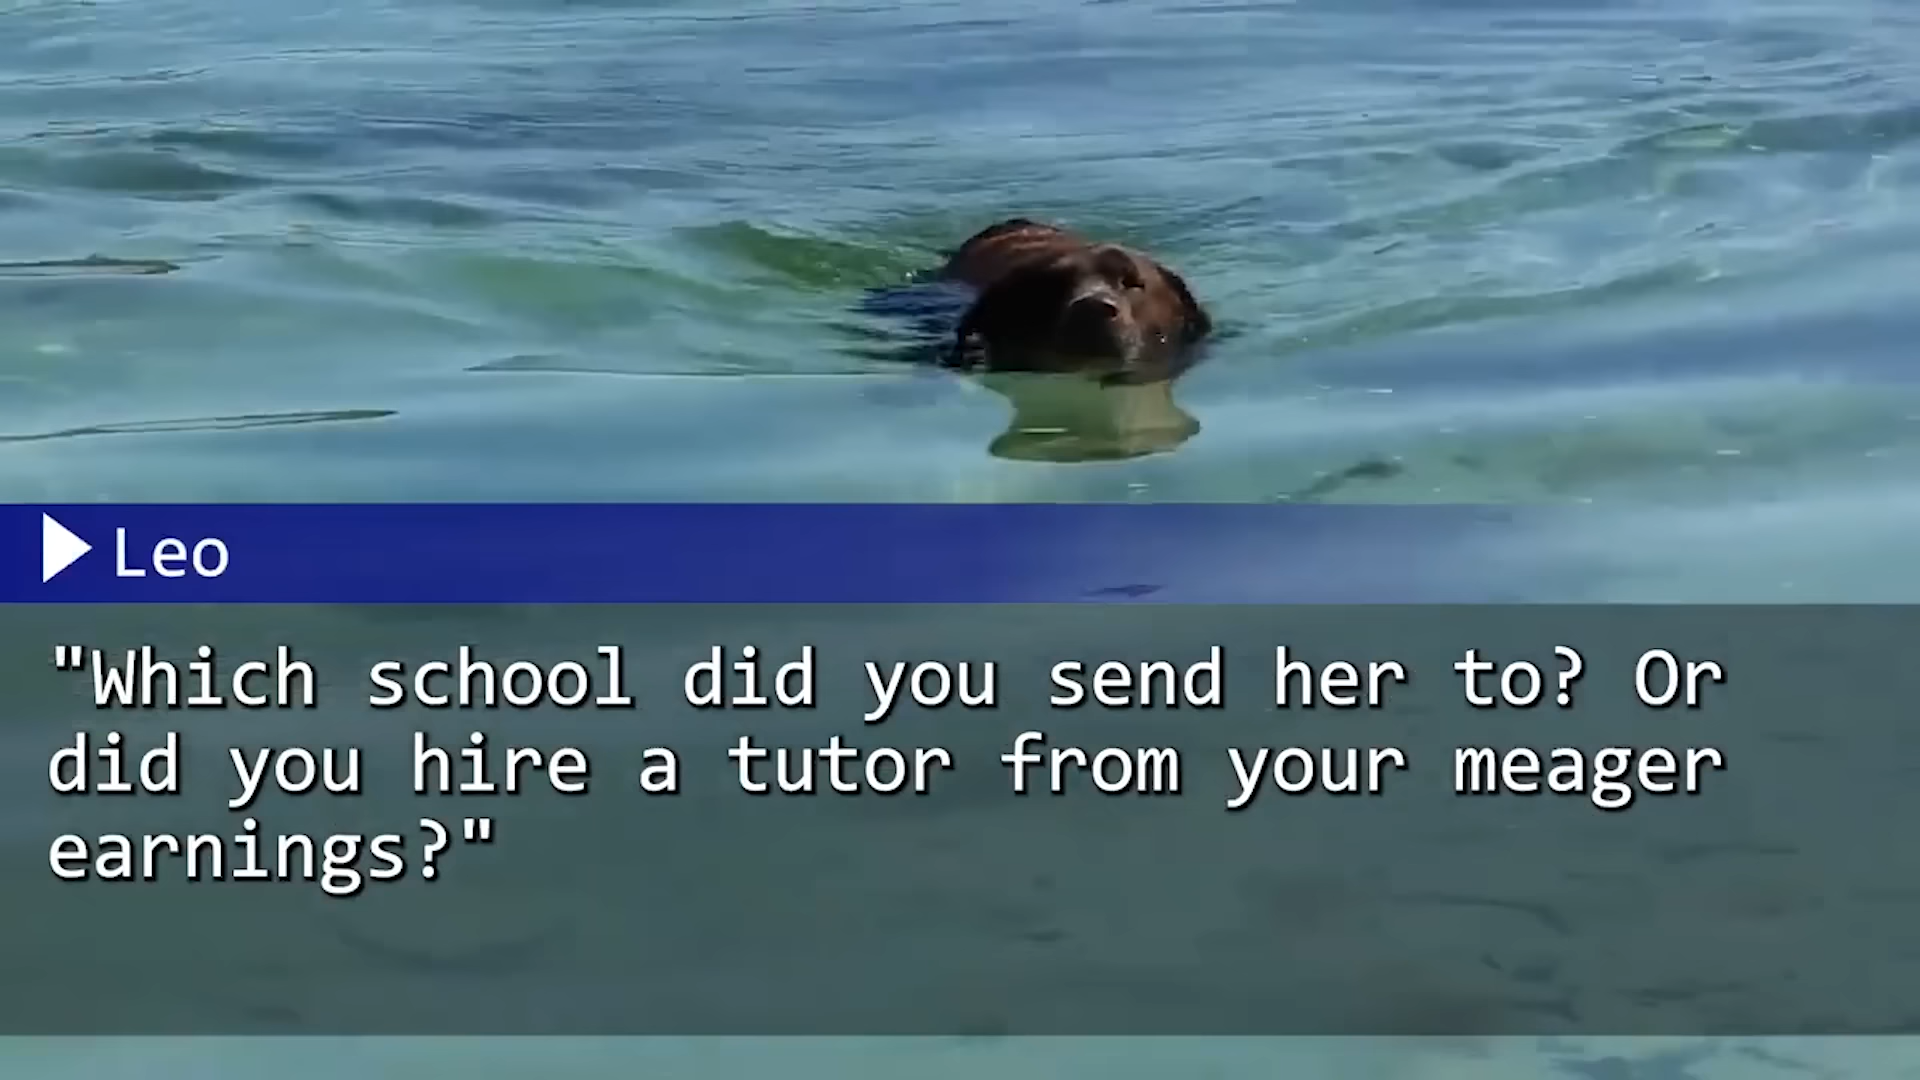 Leo
"Which school did you send her to? Or
did you hire a tutor from your meager
earnings?"